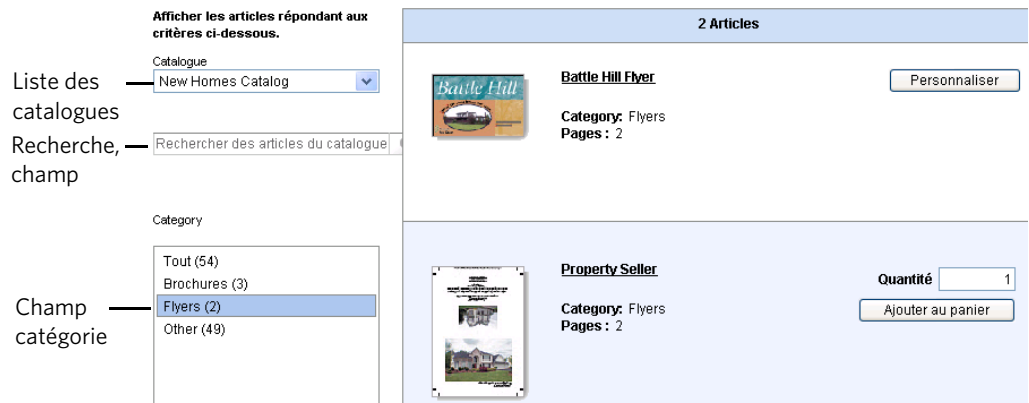 Afficher les articles répondant aux
critères ci-dessous.
Liste des
catalogues
Catalogue
New Homes Catalog
Recherche,
champ
Rechercher des articles du catalogue
Category
Champ
catégorie
Tout (54)
Brochures (3)
Flyers (2)
Other (49)
2 Articles
Battle Hill
Battle Hill Flyer
Category: Flyers
Pages : 2
Personnaliser
Property Seller
Category: Flyers
Pages : 2
Quantité 1
Ajouter au panier